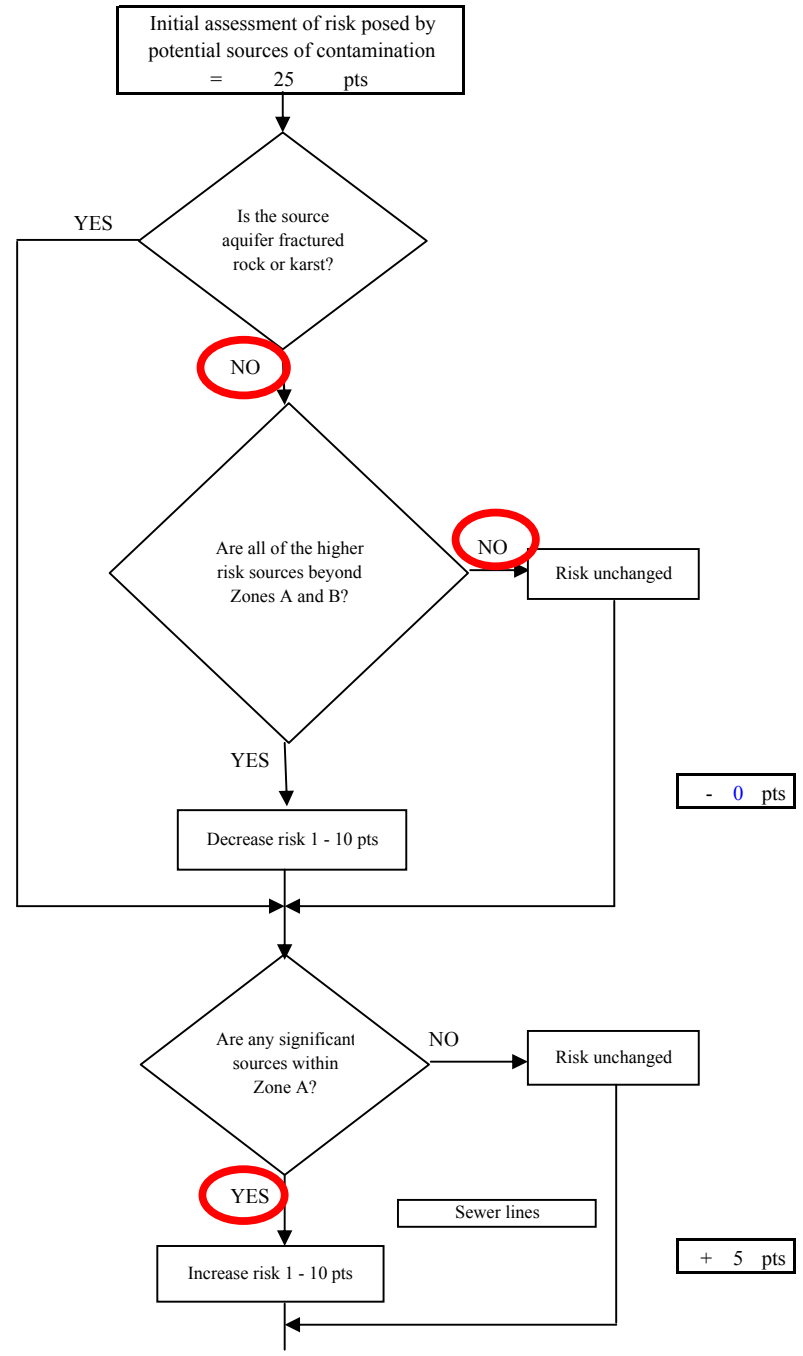 Initial assessment of risk posed by
potential sources of contamination
= 25 pts
YES
Is the source
aquifer fractured
rock or karst?
NO
Are all of the higher
risk sources beyond
Zones A and B?
NO
Risk unchanged
YES
- 0 pts
Decrease risk 1 - 10 pts
Are any significant
sources within
Zone A?
NO
Risk unchanged
YES
Sewer lines
+ 5 pts
Increase risk 1 - 10 pts